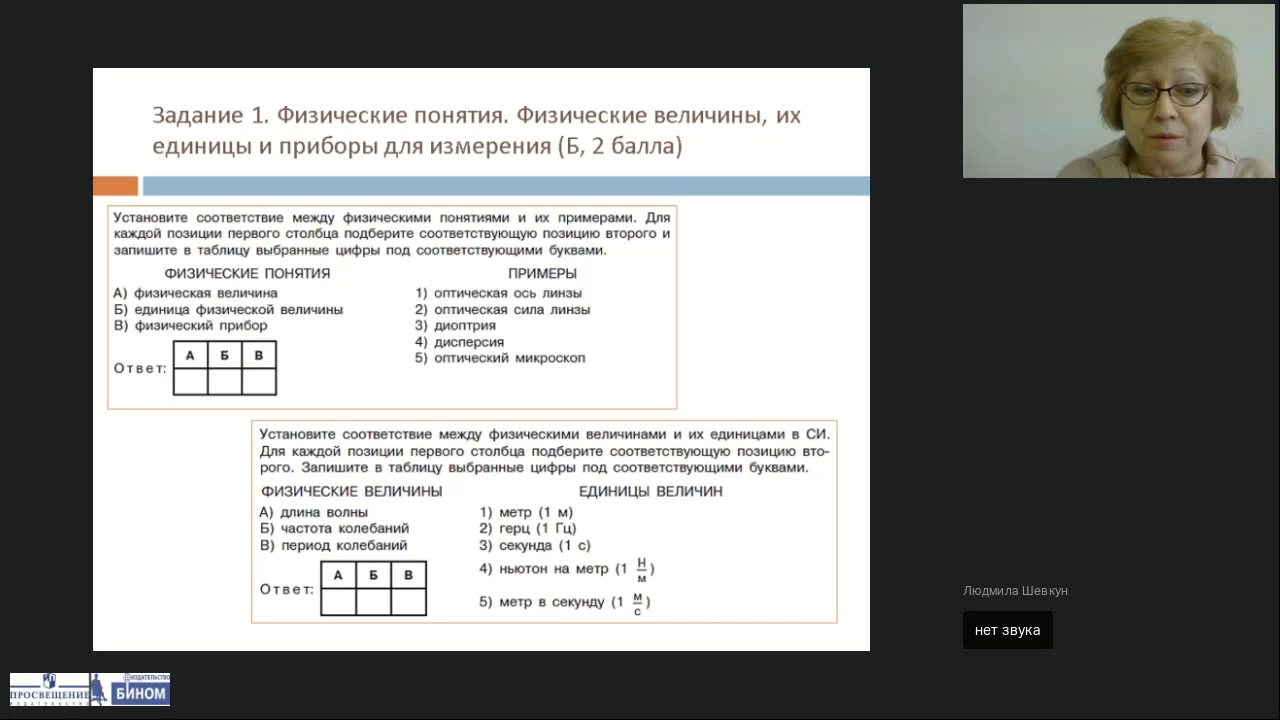 Задание 1. Физические понятия. Физические величины, их
единицы и приборы для измерения (Б, 2 балла)
Установите соответствие между физическими понятиями и их примерами. Для
каждой позиции первого столбца подберите соответствующую позицию второго и
запишите в таблицу выбранные цифры под соответствующими буквами.
ФИЗИЧЕСКИЕ ПОНЯТИЯ
А) физическая величина
Б) единица физической величины
В) физический прибор
ПРИМЕРЫ
1) оптическая ось линзы
2) оптическая сила линзы
3) диоптрия
4) дисперсия
5) оптический микроскоп
Ответ:
А Б В
Установите соответствие между физическими величинами и их единицами в СИ.
Для каждой позиции первого столбца подберите соответствующую позицию вто-
рого. Запишите в таблицу выбранные цифры под соответствующими буквами.
ФИЗИЧЕСКИЕ ВЕЛИЧИНЫ
А) длина волны
Б) частота колебаний
В) период колебаний
ЕДИНИЦЫ ВЕЛИЧИН
1) метр (1 м)
2) герц (1 Гц)
3) секунда (1 с)
4) ньютон на метр (1 Н/м)
5) метр в секунду (1 м/с)
Ответ:
А Б В
Людмила Шевкун
нет звука
ПРОСВЕЩЕНИЕ
ИЗДАТЕЛЬСТВО
ИЗДАТЕЛЬСТВО
БИНОМ